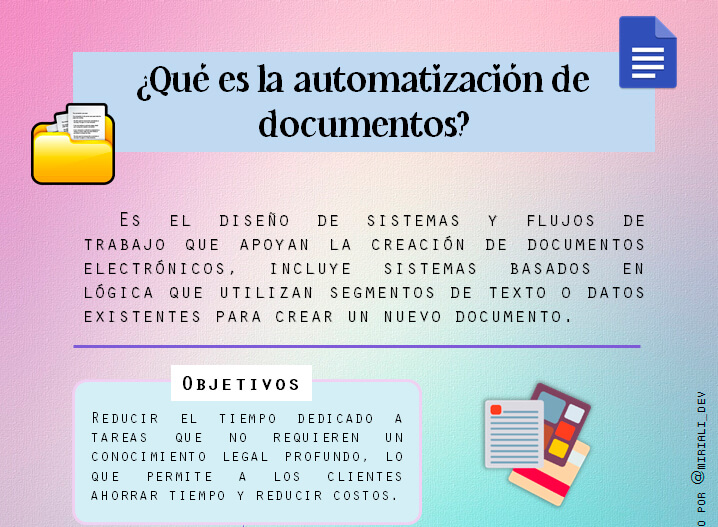 ¿Qué es la automatización de
documentos?
Es el diseño de sistemas y flujos de
trabajo que apoyan la creación de documentos
electrónicos, incluye sistemas basados en
lógica que utilizan segmentos de texto o datos
existentes para crear un nuevo documento.
Objetivos
Reducir el tiempo dedicado a
tareas que no requieren un
conocimiento legal profundo, lo
que permite a los clientes
ahorrar tiempo y reducir costos.
O POR @MIRIALI_DEV